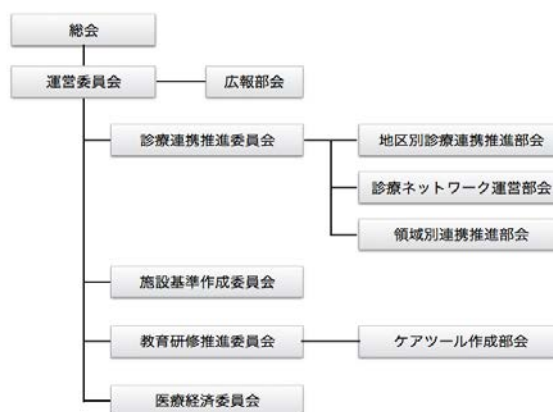 総会
運営委員会
広報部会
診療連携推進委員会
地区別診療連携推進部会
診療ネットワーク運営部会
領域別連携推進部会
施設基準作成委員会
教育研修推進委員会
ケアツール作成部会
医療経済委員会